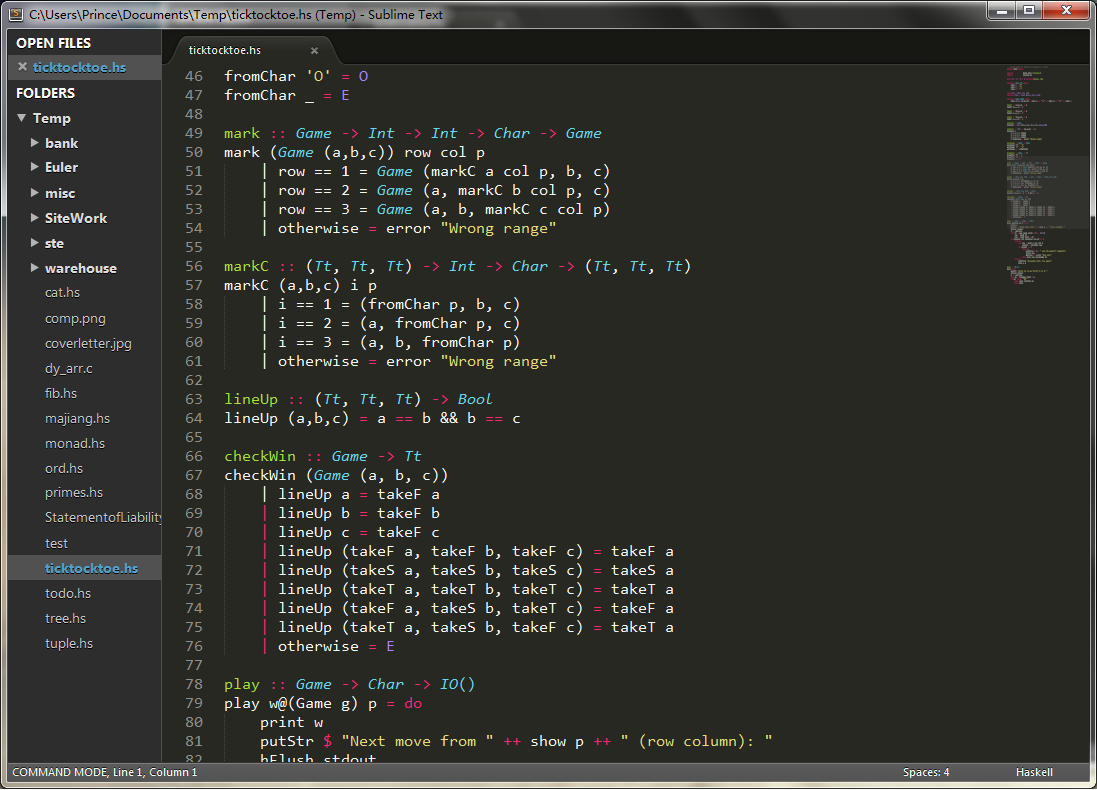 C:\Users\Prince\Documents\Temp\ticktocktoe.hs (Temp) - Sublime Text
OPEN FILES
ticktocktoe.hs
FOLDERS
Temp
bank
Euler
misc
SiteWork
ste
warehouse
cat.hs
comp.png
coverletter.jpg
dy_arr.c
fib.hs
majiang.hs
monad.hs
ord.hs
primes.hs
StatementofLiability
test
ticktocktoe.hs
todo.hs
tree.hs
tuple.hs
ticktocktoe.hs
46 fromChar 'O' = O
47 fromChar _ = E
48
49 mark :: Game -> Int -> Int -> Char -> Game
50 mark (Game (a,b,c)) row col p
51     | row == 1 = Game (markC a col p, b, c)
52     | row == 2 = Game (a, markC b col p, c)
53     | row == 3 = Game (a, b, markC c col p)
54     | otherwise = error "Wrong range"
55
56 markC :: (Tt, Tt, Tt) -> Int -> Char -> (Tt, Tt, Tt)
57 markC (a,b,c) i p
58     | i == 1 = (fromChar p, b, c)
59     | i == 2 = (a, fromChar p, c)
60     | i == 3 = (a, b, fromChar p)
61     | otherwise = error "Wrong range"
62
63 lineUp :: (Tt, Tt, Tt) -> Bool
64 lineUp (a,b,c) = a == b && b == c
65
66 checkWin :: Game -> Tt
67 checkWin (Game (a, b, c))
68     | lineUp a = takeF a
69     | lineUp b = takeF b
70     | lineUp c = takeF c
71     | lineUp (takeF a, takeF b, takeF c) = takeF a
72     | lineUp (takeS a, takeS b, takeS c) = takeS a
73     | lineUp (takeT a, takeT b, takeT c) = takeT a
74     | lineUp (takeF a, takeS b, takeT c) = takeF a
75     | lineUp (takeT a, takeS b, takeF c) = takeT a
76     | otherwise = E
77
78 play :: Game -> Char -> IO()
79 play w@(Game g) p = do
80     print w
81     putStr $ "Next move from " ++ show p ++ " (row column): "
82     hFlush stdout
COMMAND MODE, Line 1, Column 1
Spaces: 4
Haskell